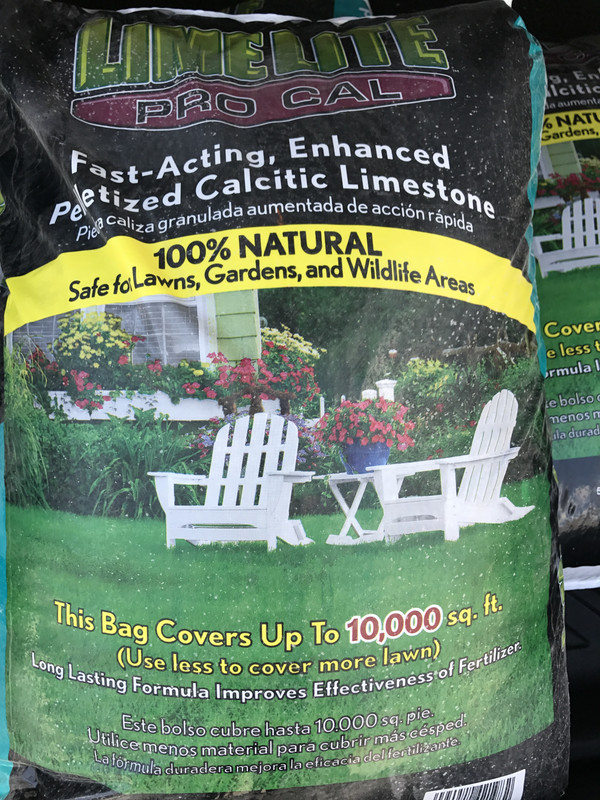 LIMELITE
PRO CAL
Fast-Acting, Enhanced
Pelletized Calcitic Limestone
Piedra caliza granulada aumentada de acción rápida
100% NATURAL
Safe for Lawns, Gardens, and Wildlife Areas
This Bag Covers Up To 10,000 sq. ft.
(Use less to cover more lawn)
Long Lasting Formula Improves Effectiveness of Fertilizer.
Este bolso cubre hasta 10.000 sq. pie.
Utilice menos material para cubrir más césped.
La fórmula duradera mejora la eficacia del fertilizante.